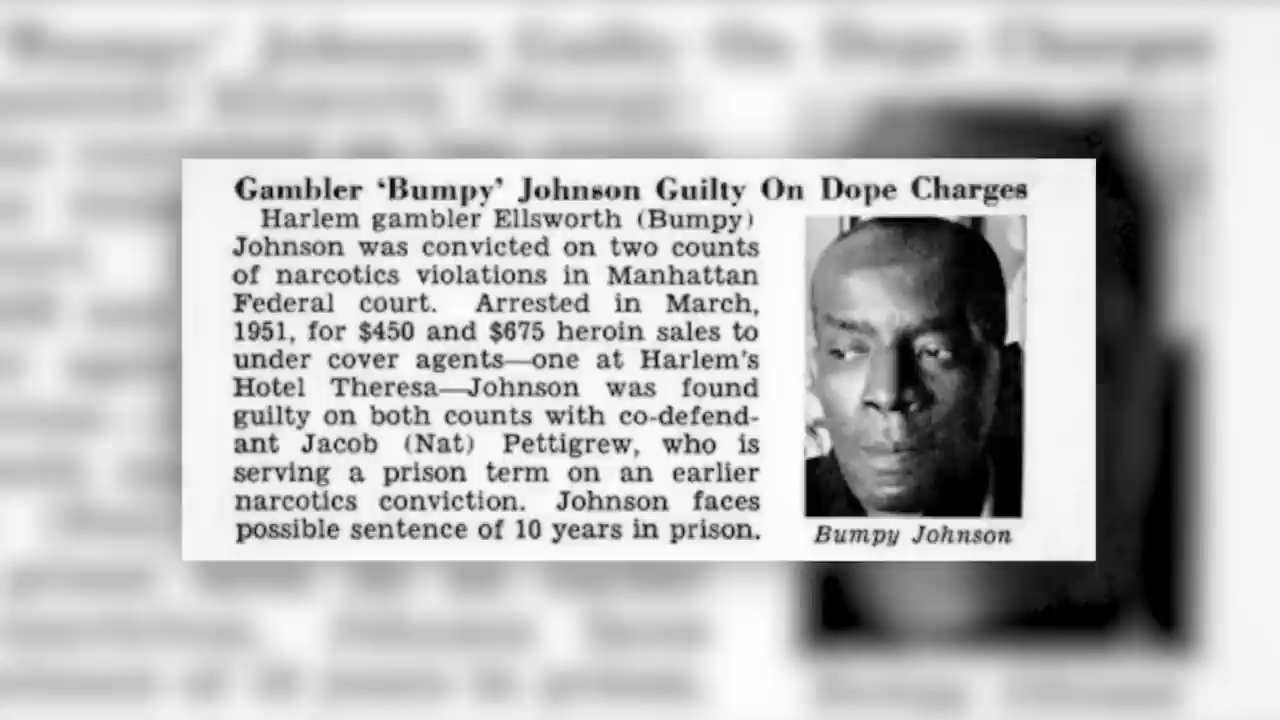 Gambler ‘Bumpy’ Johnson Guilty On Dope Charges
Harlem gambler Ellsworth (Bumpy)
Johnson was convicted on two counts
of narcotics violations in Manhattan
Federal court. Arrested in March,
1951, for $450 and $675 heroin sales to
under cover agents—one at Harlem's
Hotel Theresa—Johnson was found
guilty on both counts with co-defend-
ant Jacob (Nat) Pettigrew, who is
serving a prison term on an earlier
narcotics conviction. Johnson faces
possible sentence of 10 years in prison.
Bumpy Johnson